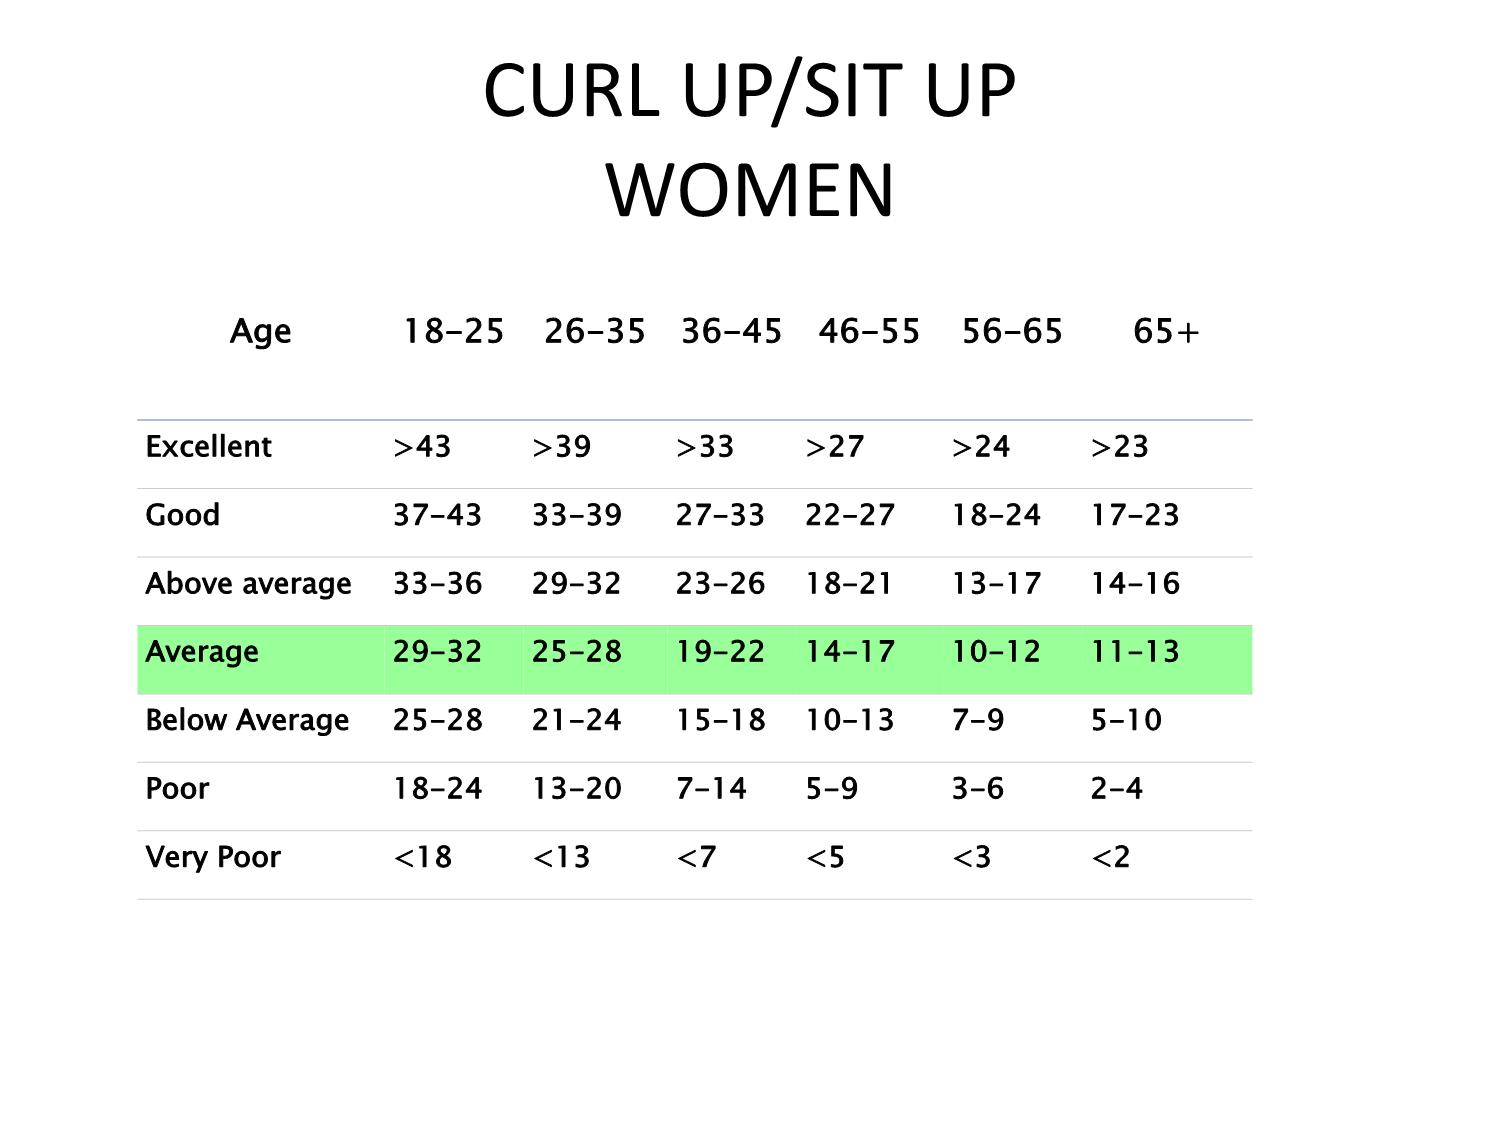 CURL UP/SIT UP
WOMEN
Age 18–25 26–35 36–45 46–55 56–65 65+
Excellent >43 >39 >33 >27 >24 >23
Good 37–43 33–39 27–33 22–27 18–24 17–23
Above average 33–36 29–32 23–26 18–21 13–17 14–16
Average 29–32 25–28 19–22 14–17 10–12 11–13
Below Average 25–28 21–24 15–18 10–13 7–9 5–10
Poor 18–24 13–20 7–14 5–9 3–6 2–4
Very Poor <18 <13 <7 <5 <3 <2